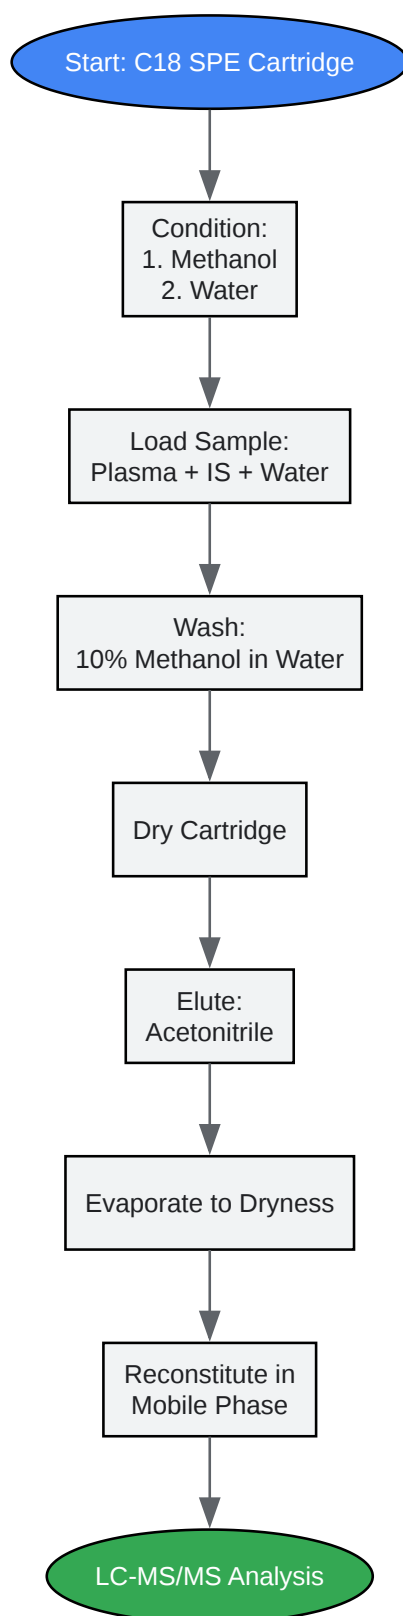 Start: C18 SPE Cartridge
Condition:
1. Methanol
2. Water
Load Sample:
Plasma + IS + Water
Wash:
10% Methanol in Water
Dry Cartridge
Elute:
Acetonitrile
Evaporate to Dryness
Reconstitute in
Mobile Phase
LC-MS/MS Analysis